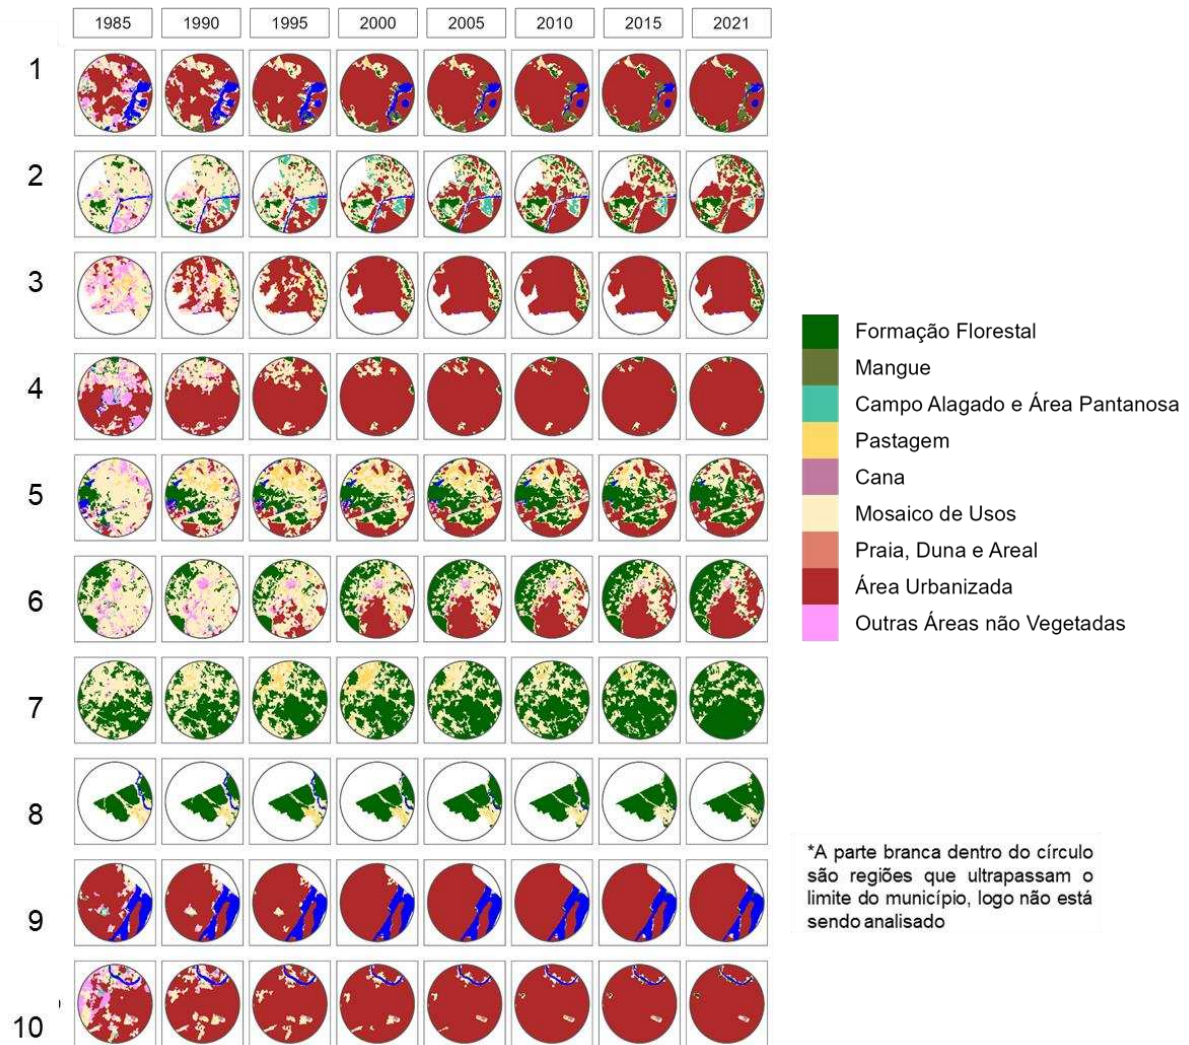 1985 1990 1995 2000 2005 2010 2015 2021
1
2
3
4
5
6
7
8
9
10
Formação Florestal
Mangue
Campo Alagado e Área Pantanosa
Pastagem
Cana
Mosaico de Usos
Praia, Duna e Areal
Área Urbanizada
Outras Áreas não Vegetadas
*A parte branca dentro do círculo
são regiões que ultrapassam o
limite do município, logo não está
sendo analisado